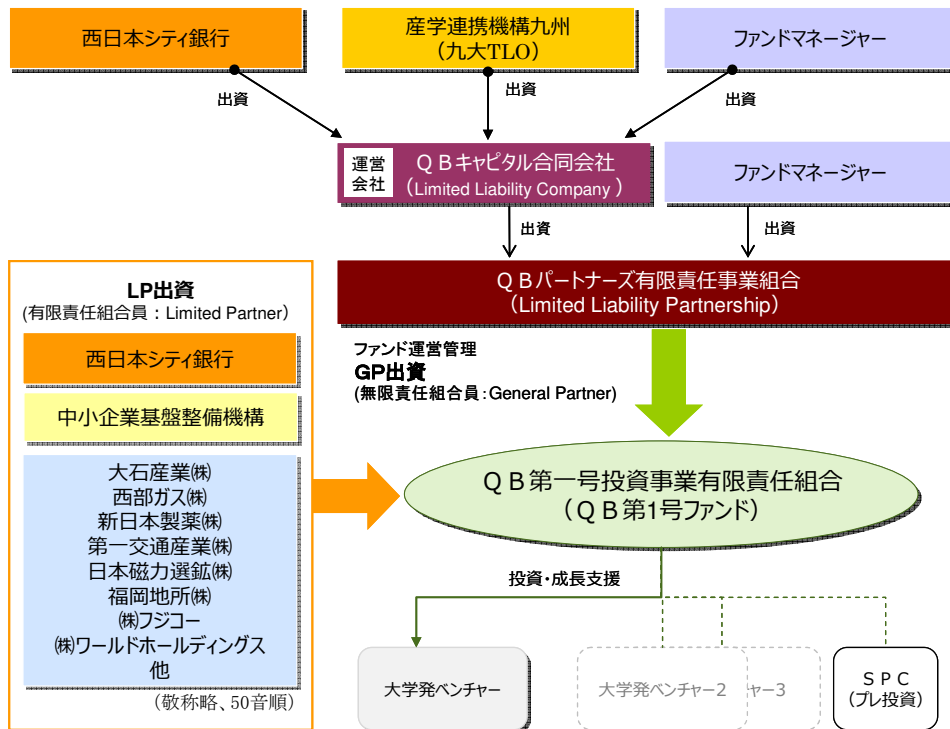 西日本シティ銀行
産学連携機構九州
（九大TLO）
ファンドマネージャー
出資
出資
出資
運営
会社
ＱＢキャピタル合同会社
（Limited Liability Company ）
ファンドマネージャー
出資
出資
ＱＢパートナーズ有限責任事業組合
（Limited Liability Partnership）
LP出資
(有限責任組合員：Limited Partner）
西日本シティ銀行
中小企業基盤整備機構
大石産業㈱
西部ガス㈱
新日本製薬㈱
第一交通産業㈱
日本磁力選鉱㈱
福岡地所㈱
㈱フジコー
㈱ワールドホールディングス
他
（敬称略、50音順）
ファンド運営管理
GP出資
(無限責任組合員：General Partner)
ＱＢ第一号投資事業有限責任組合
（ＱＢ第1号ファンド）
投資・成長支援
大学発ベンチャー
大学発ベンチャー2
チャー3
ＳＰＣ
（プレ投資）